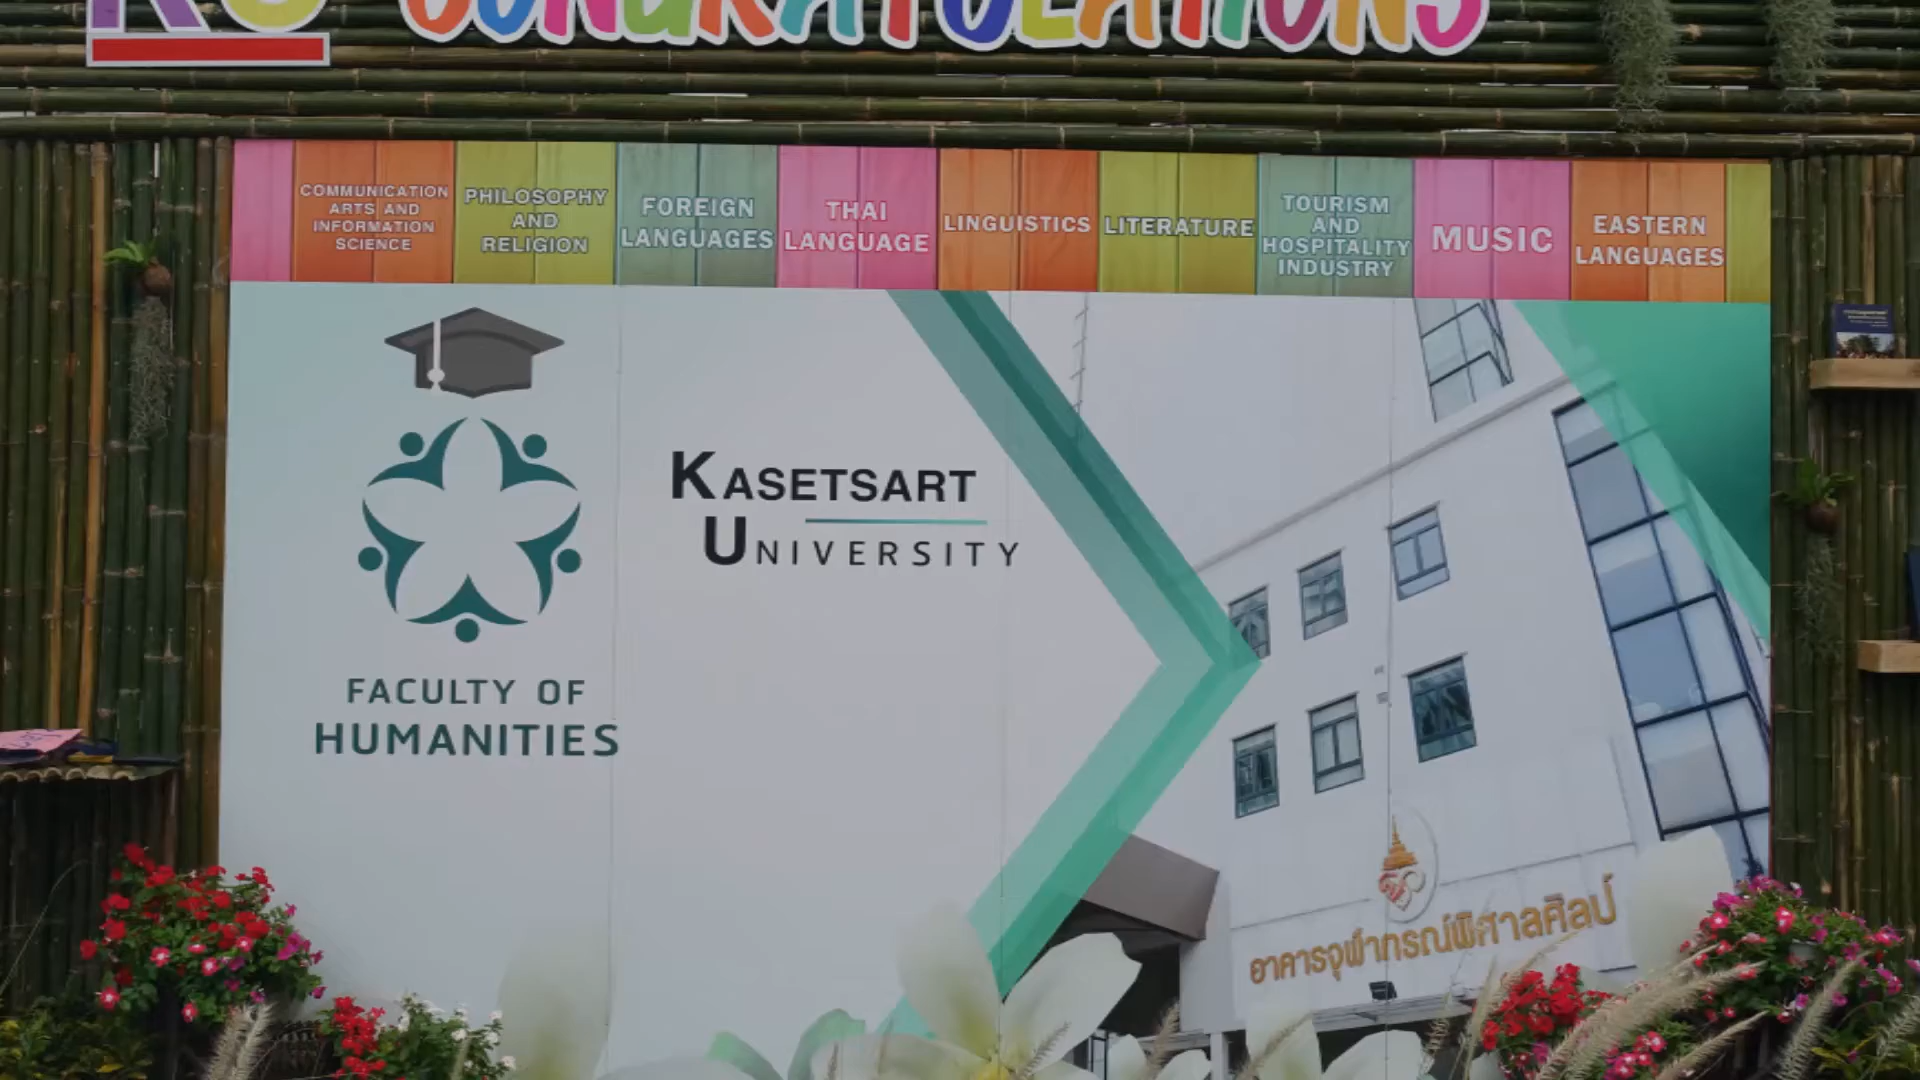 KU CONGRATULATIONS
COMMUNICATION
ARTS AND
INFORMATION
SCIENCE
PHILOSOPHY
AND
RELIGION
FOREIGN
LANGUAGES
THAI
LANGUAGE
LINGUISTICS
LITERATURE
TOURISM
AND
HOSPITALITY
INDUSTRY
MUSIC
EASTERN
LANGUAGES
KASETSART
UNIVERSITY
FACULTY OF
HUMANITIES
อาคารจุฬาภรณ์พิศาลศิลป์